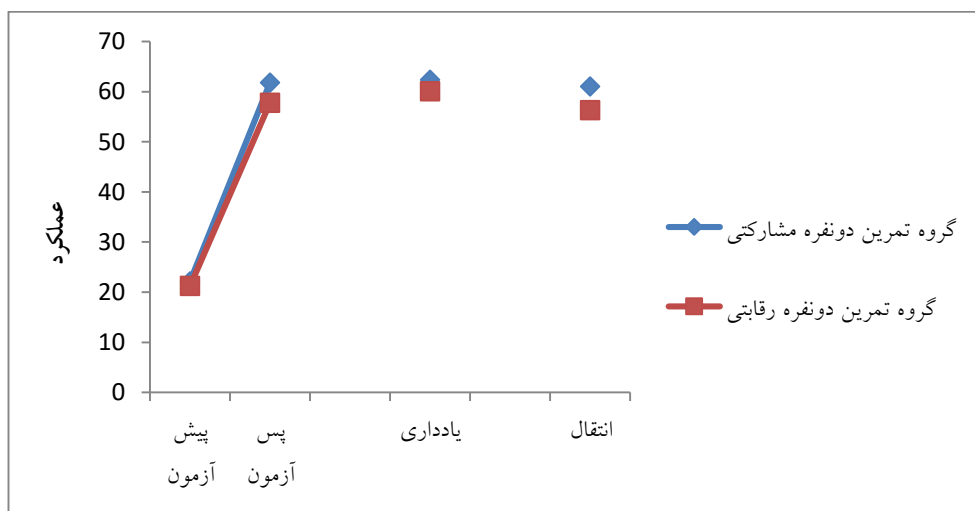 70
60
50
40
30
20
10
0
عملکرد
پیش آزمون
پس آزمون
یادداری
انتقال
گروه تمرین دونفره مشارکتی
گروه تمرین دونفره رقابتی